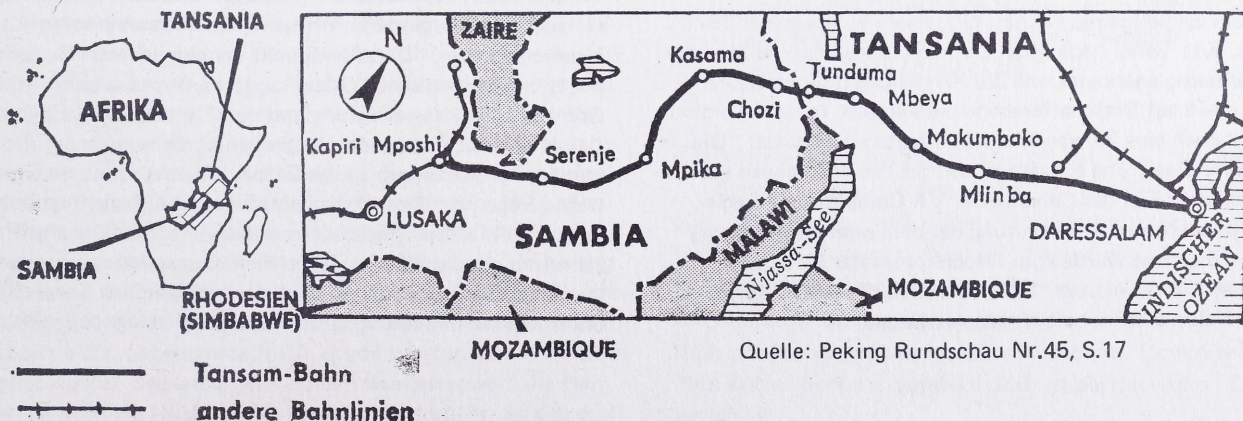 TANSANIA
AFRIKA
SAMBIA
N
ZAIRE
TANSANIA
Kasama
Tunduma
Chozi
Mbeya
Kapiri Mposhi
Serenje
Mpika
Makumbako
Mlinba
LUSAKA
SAMBIA
MALAWI
Njassa-See
DARESSALAM
INDISCHER
OZEAN
RHODESIEN
(SIMBABWE)
MOZAMBIQUE
MOZAMBIQUE
Quelle: Peking Rundschau Nr.45, S.17
Tansam-Bahn
andere Bahnlinien